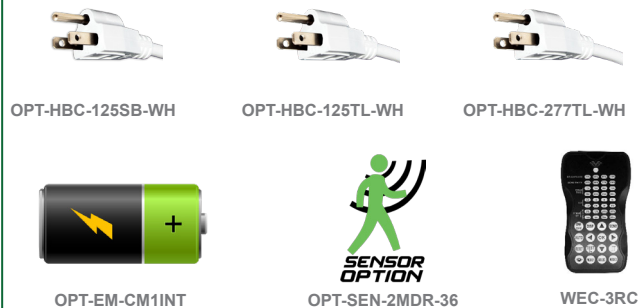 OPT-HBC-125SB-WH
OPT-HBC-125TL-WH
OPT-HBC-277TL-WH
+
SENSOR
OPTION
OPT-EM-CM1INT
OPT-SEN-2MDR-36
WEC-3RC